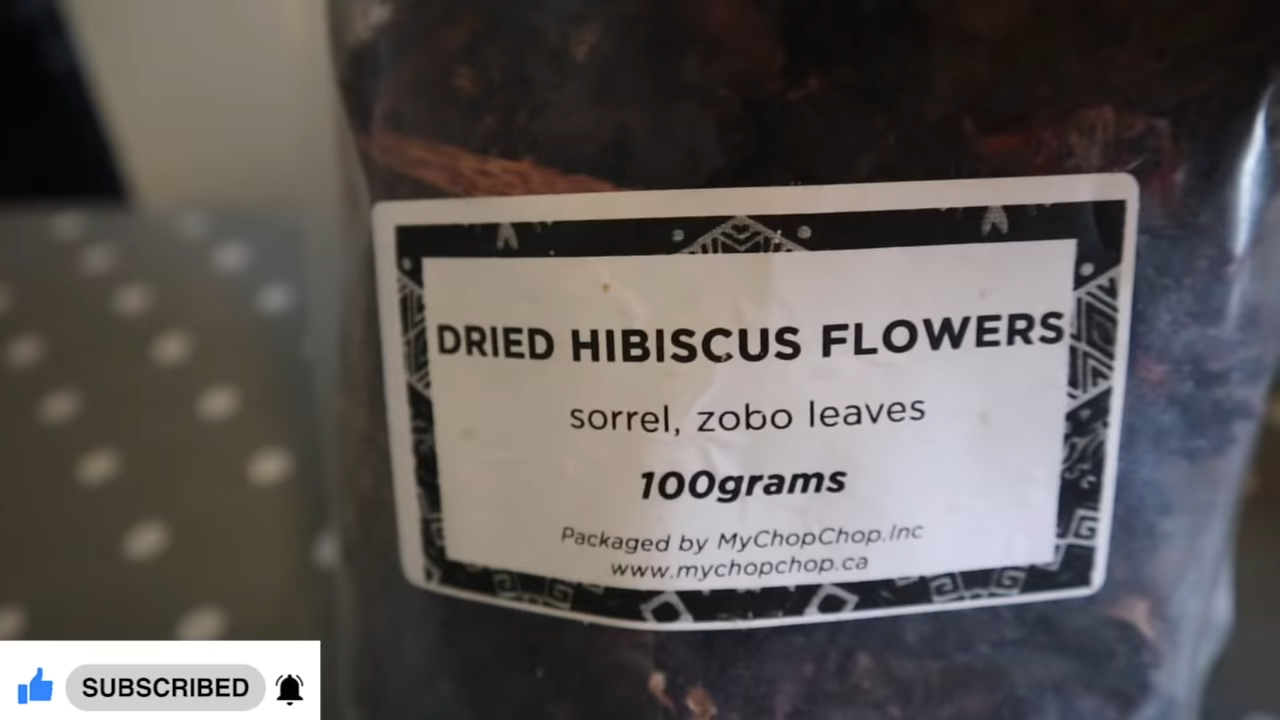 DRIED HIBISCUS FLOWERS
sorrel, zobo leaves
100grams
Packaged by MyChopChop.Inc
www.mychopchop.ca
SUBSCRIBED